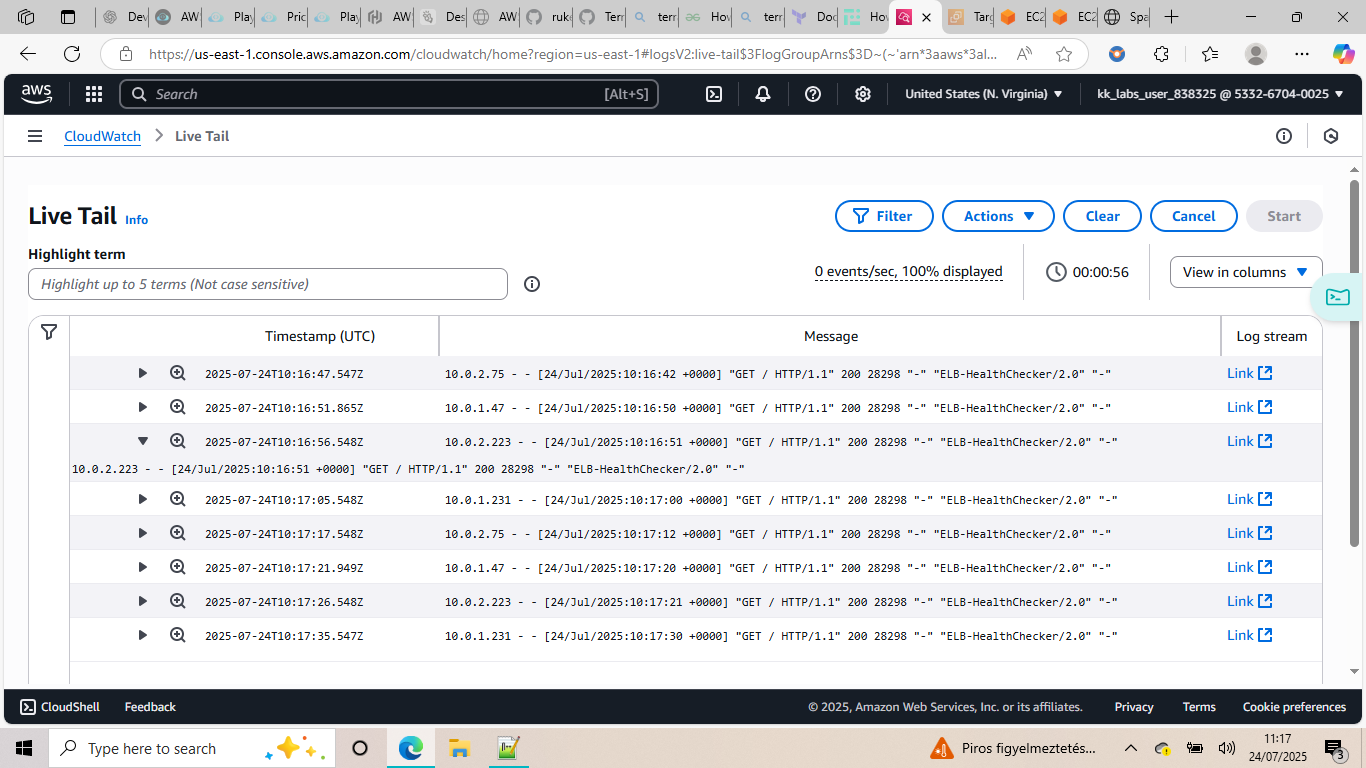 Dev
AW
Play
Pric
Play
AW
Des
AW
ruk
Terr
terr
Hov
terr
Doc
Hov
Targ
EC2
EC2
Spa
https://us-east-1.console.aws.amazon.com/cloudwatch/home?region=us-east-1#logsV2:live-tail$3FlogGroupArns$3D~(~'arn*3aaws*3al...
aws
Search
[Alt+S]
United States (N. Virginia)
kk_labs_user_838325 @ 5332-6704-0025
CloudWatch
Live Tail
Live Tail Info
Filter
Actions
Clear
Cancel
Start
Highlight term
Highlight up to 5 terms (Not case sensitive)
0 events/sec, 100% displayed
00:00:56
View in columns
Timestamp (UTC) Message Log stream
2025-07-24T10:16:47.547Z 10.0.2.75 - - [24/Jul/2025:10:16:42 +0000] "GET / HTTP/1.1" 200 28298 "-" "ELB-HealthChecker/2.0" "-" Link
2025-07-24T10:16:51.865Z 10.0.1.47 - - [24/Jul/2025:10:16:50 +0000] "GET / HTTP/1.1" 200 28298 "-" "ELB-HealthChecker/2.0" "-" Link
2025-07-24T10:16:56.548Z 10.0.2.223 - - [24/Jul/2025:10:16:51 +0000] "GET / HTTP/1.1" 200 28298 "-" "ELB-HealthChecker/2.0" "-" Link
10.0.2.223 - - [24/Jul/2025:10:16:51 +0000] "GET / HTTP/1.1" 200 28298 "-" "ELB-HealthChecker/2.0" "-"
2025-07-24T10:17:05.548Z 10.0.1.231 - - [24/Jul/2025:10:17:00 +0000] "GET / HTTP/1.1" 200 28298 "-" "ELB-HealthChecker/2.0" "-" Link
2025-07-24T10:17:17.548Z 10.0.2.75 - - [24/Jul/2025:10:17:12 +0000] "GET / HTTP/1.1" 200 28298 "-" "ELB-HealthChecker/2.0" "-" Link
2025-07-24T10:17:21.949Z 10.0.1.47 - - [24/Jul/2025:10:17:20 +0000] "GET / HTTP/1.1" 200 28298 "-" "ELB-HealthChecker/2.0" "-" Link
2025-07-24T10:17:26.548Z 10.0.2.223 - - [24/Jul/2025:10:17:21 +0000] "GET / HTTP/1.1" 200 28298 "-" "ELB-HealthChecker/2.0" "-" Link
2025-07-24T10:17:35.547Z 10.0.1.231 - - [24/Jul/2025:10:17:30 +0000] "GET / HTTP/1.1" 200 28298 "-" "ELB-HealthChecker/2.0" "-" Link
CloudShell
Feedback
© 2025, Amazon Web Services, Inc. or its affiliates.
Privacy
Terms
Cookie preferences
Type here to search
Piros figyelmeztetés...
11:17
24/07/2025
3